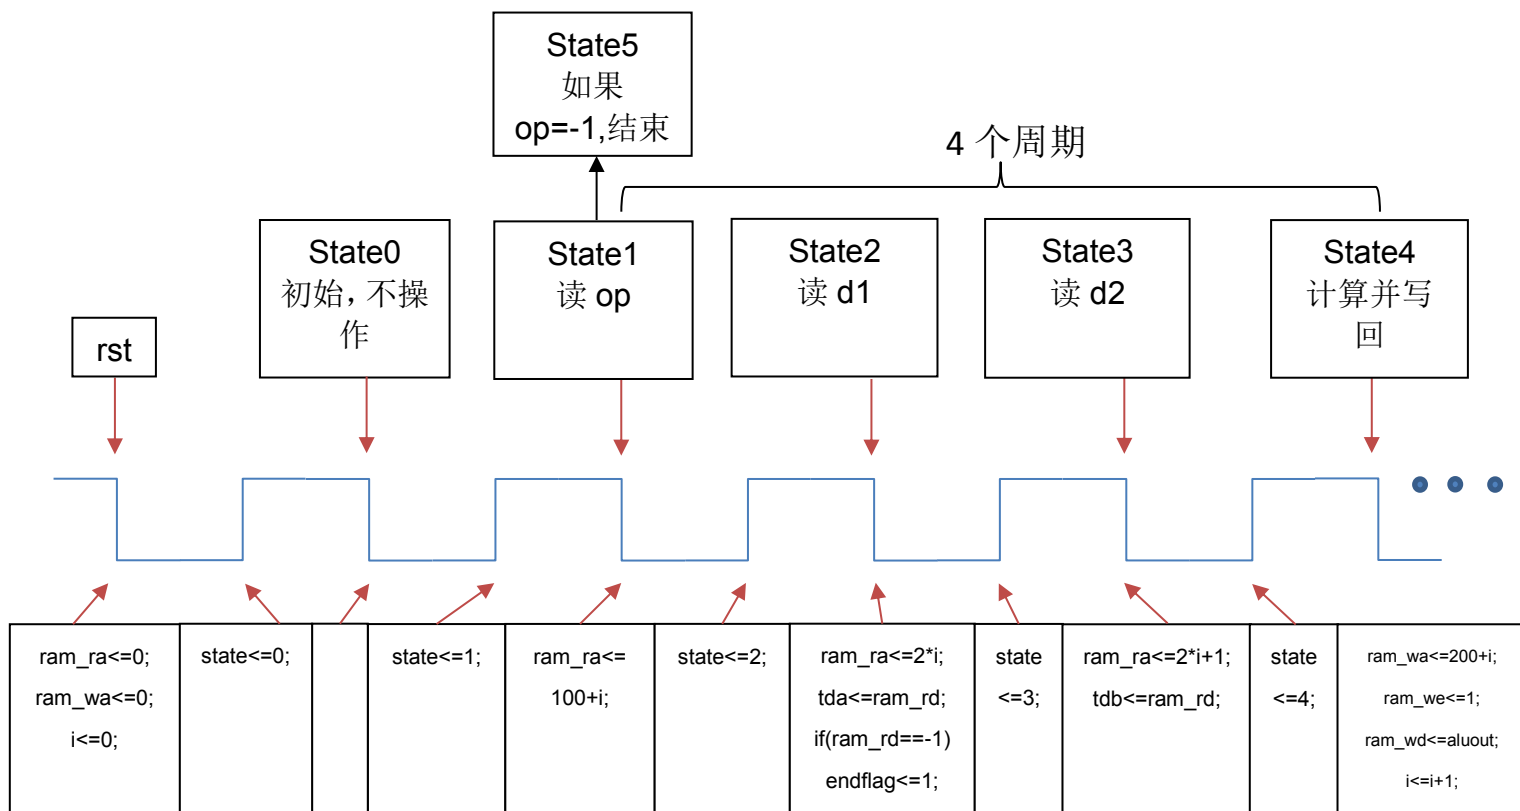 State5
如果
op=-1,结束
4 个周期
rst
State0
初始，不操
作
State1
读 op
State2
读 d1
State3
读 d2
State4
计算并写
回
ram_ra<=0;
ram_wa<=0;
i<=0;
state<=0;
state<=1;
ram_ra<=
100+i;
state<=2;
ram_ra<=2*i;
tda<=ram_rd;
if(ram_rd==-1)
endflag<=1;
state
<=3;
ram_ra<=2*i+1;
tdb<=ram_rd;
state
<=4;
ram_wa<=200+i;
ram_we<=1;
ram_wd<=aluout;
i<=i+1;